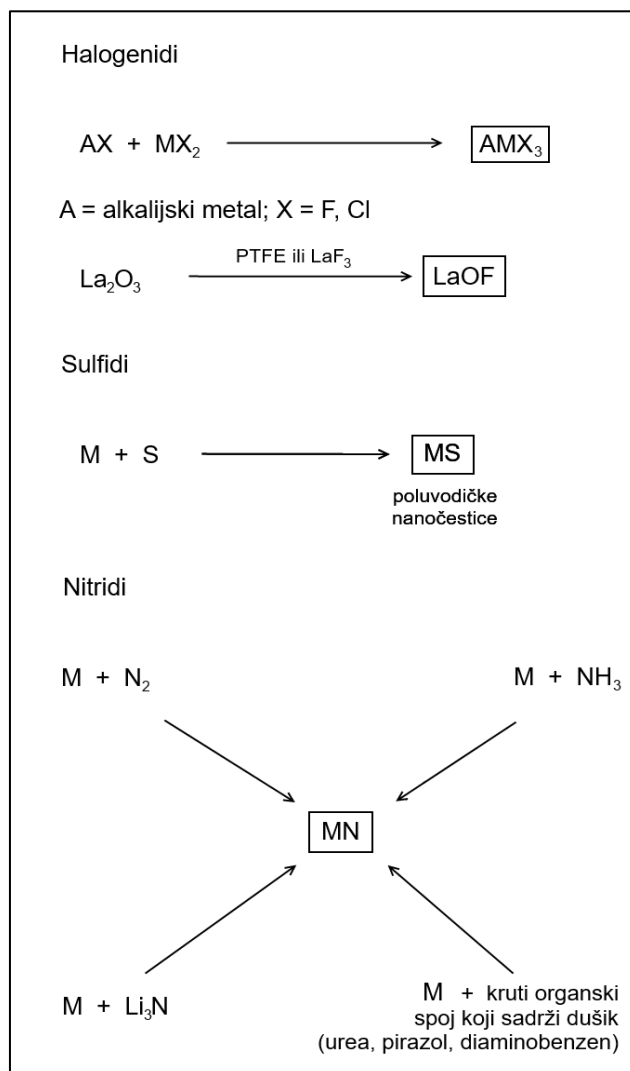 Halogenidi
AX + MX₂ AMX₃
A = alkalijski metal; X = F, Cl
PTFE ili LaF₃
La₂O₃ LaOF
Sulfidi
M + S MS
poluvodičke
nanočestice
Nitridi
M + N₂ M + NH₃
MN
M + Li₃N M + kruti organski
spoj koji sadrži dušik
(urea, pirazol, diaminobenzen)